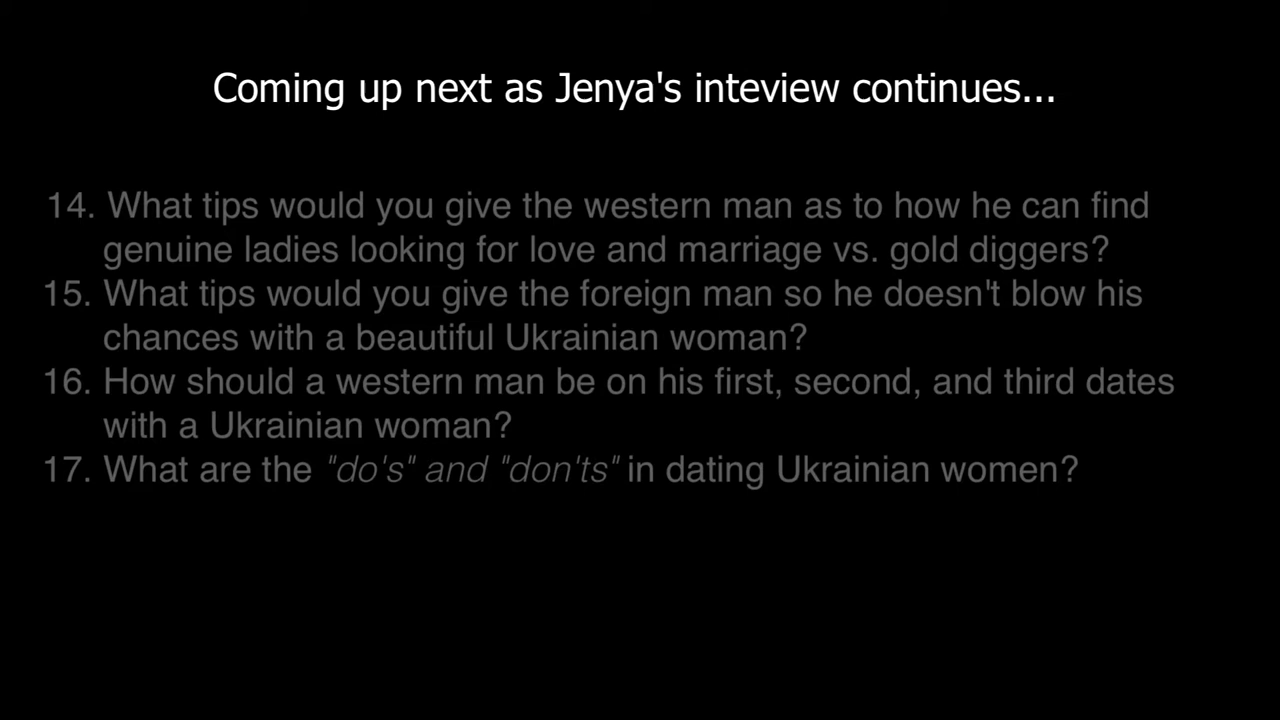 Coming up next as Jenya's inteview continues...
14. What tips would you give the western man as to how he can find
genuine ladies looking for love and marriage vs. gold diggers?
15. What tips would you give the foreign man so he doesn't blow his
chances with a beautiful Ukrainian woman?
16. How should a western man be on his first, second, and third dates
with a Ukrainian woman?
17. What are the "do's" and "don'ts" in dating Ukrainian women?